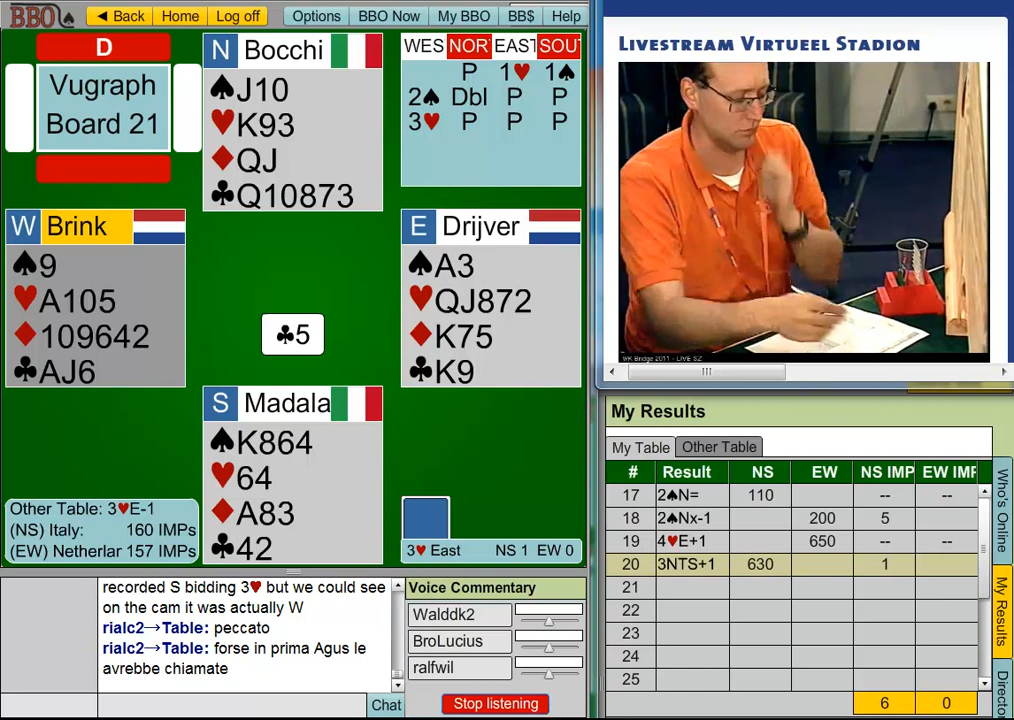 BBO Back Home Log off Options BBO Now My BBO BB$ Help
D
Vugraph
Board 21
N Bocchi
♠J10
♥K93
♦QJ
♣Q10873
WES NOR EAST SOU
P 1♥ 1♠
2♠ Dbl P P
3♥ P P P
W Brink
♠9
♥A105
♦109642
♣AJ6
♣5
E Drijver
♠A3
♥QJ872
♦K75
♣K9
S Madala
♠K864
♥64
♦A83
♣42
Other Table: 3♥E-1
(NS) Italy: 160 IMPs
(EW) Netherlar 157 IMPs
3♥ East NS 1 EW 0
recorded S bidding 3♥ but we could see
on the cam it was actually W
rialc2→Table: peccato
rialc2→Table: forse in prima Agus le
avrebbe chiamate
Chat
Voice Commentary
Walddk2
BroLucius
ralfwil
Stop listening
Livestream Virtueel Stadion
WK Bridge 2011 - LIVE SZ
My Results
My Table Other Table
# Result NS EW NS IMP EW IMF
17 2♠N= 110 -- --
18 2♠Nx-1 200 5
19 4♥E+1 650 -- --
20 3NTS+1 630 1
21
22
23
24
25
6 0
Who's Online
My Results
Director